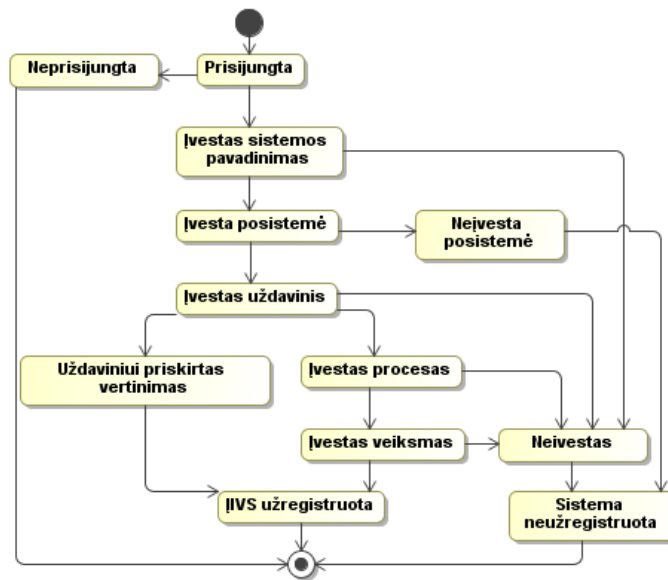 Neprisijungta
Prisijungta
Įvestas sistemos
pavadinimas
Įvesta posistemė
Neįvesta
posistemė
Įvestas uždavinis
Uždaviniui priskirtas
vertinimas
Įvestas procesas
Įvestas veiksmas
Neivestas
ĮIVS užregistruota
Sistema
neužregistruota